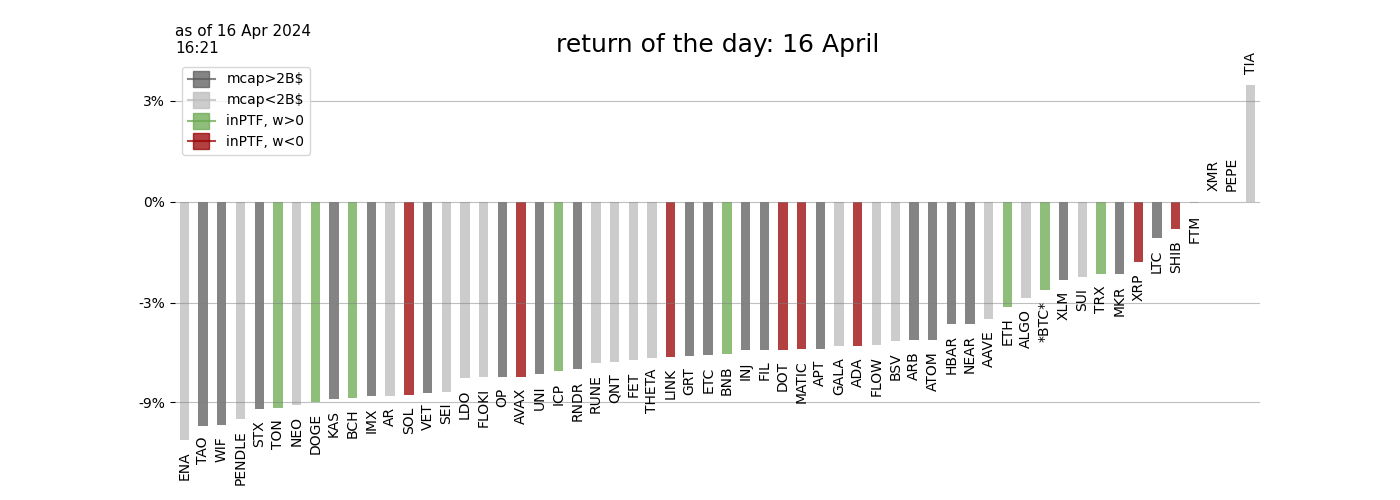 as of 16 Apr 2024
16:21
return of the day: 16 April
mcap>2B$
mcap<2B$
inPTF, w>0
inPTF, w<0
3%
0%
-3%
-9%
ENA
TAO
WIF
PENDLE
STX
TON
NEO
DOGE
KAS
BCH
IMX
AR
SOL
VET
SEI
LDO
FLOKI
OP
AVAX
UNI
ICP
RNDR
RUNE
QNT
FET
THETA
LINK
GRT
ETC
BNB
INJ
FIL
DOT
MATIC
APT
GALA
ADA
FLOW
BSV
ARB
ATOM
HBAR
NEAR
AAVE
ETH
ALGO
*BTC*
XLM
SUI
TRX
MKR
XRP
LTC
SHIB
FTM
XMR
PEPE
TIA